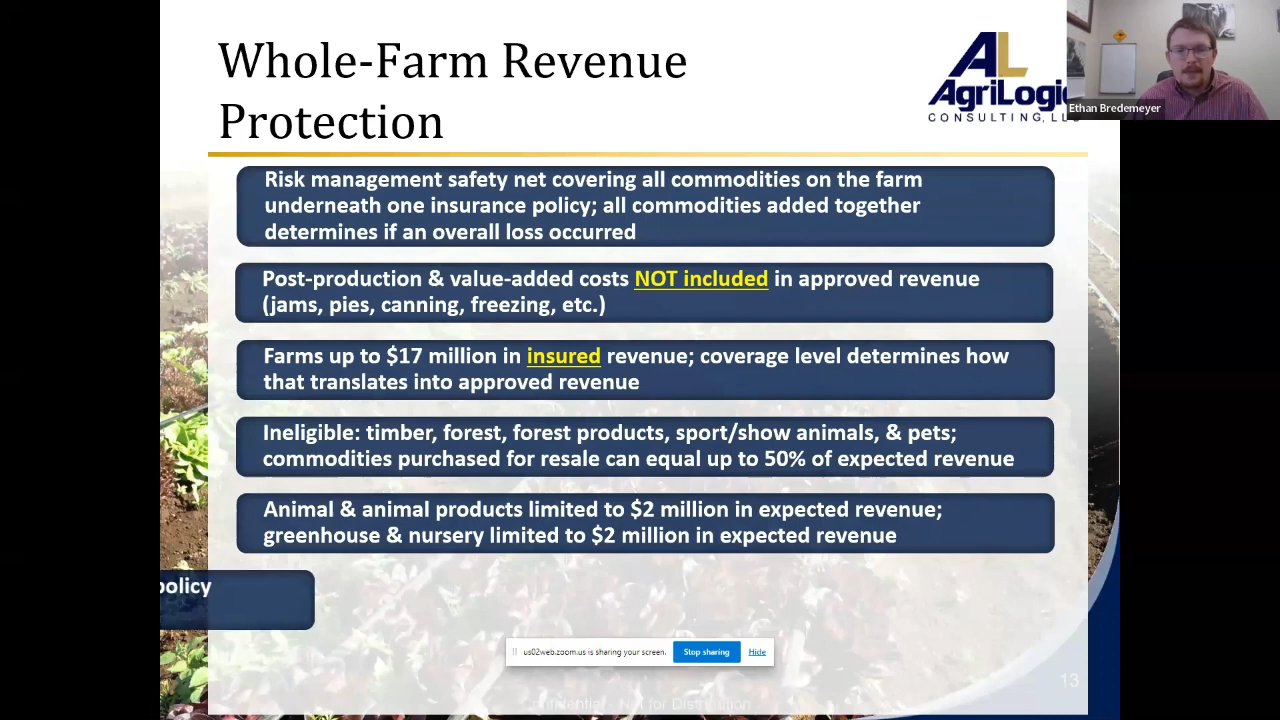 Whole-Farm Revenue
Protection
AL
AgriLogic
CONSULTING, LLC
Ethan Bredemeyer
Risk management safety net covering all commodities on the farm
underneath one insurance policy; all commodities added together
determines if an overall loss occurred
Post-production & value-added costs NOT included in approved revenue
(jams, pies, canning, freezing, etc.)
Farms up to $17 million in insured revenue; coverage level determines how
that translates into approved revenue
Ineligible: timber, forest, forest products, sport/show animals, & pets;
commodities purchased for resale can equal up to 50% of expected revenue
Animal & animal products limited to $2 million in expected revenue;
greenhouse & nursery limited to $2 million in expected revenue
policy
us02web.zoom.us is sharing your screen. Stop sharing Hide
13
Confidential - Not for Distribution